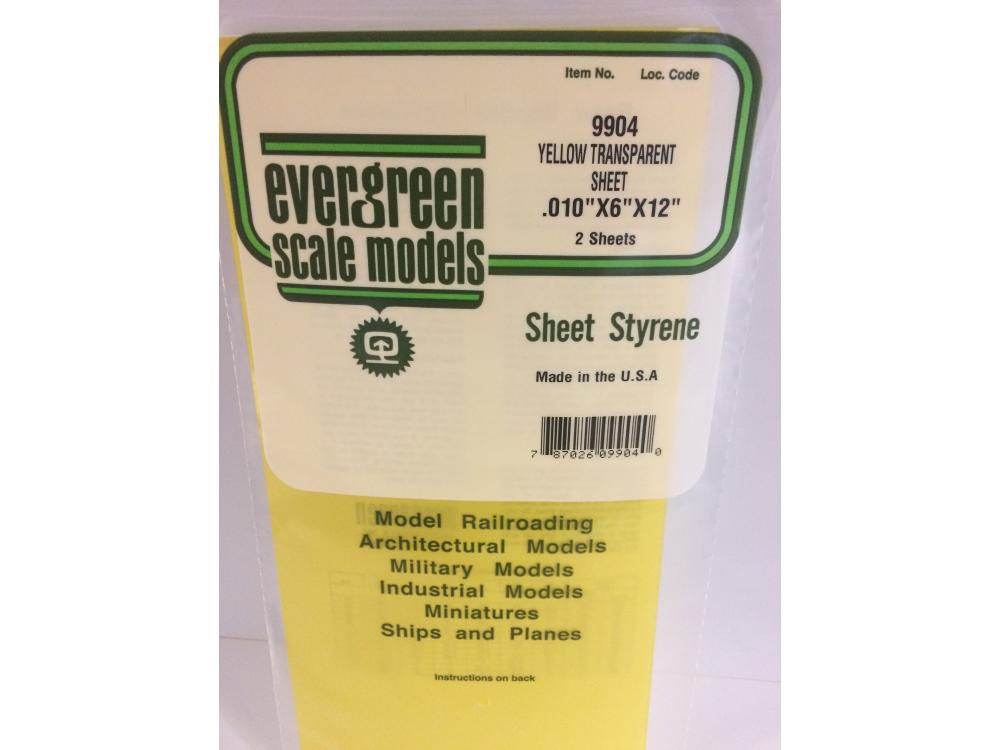 Item No. Loc. Code
9904
YELLOW TRANSPARENT
SHEET
.010"X6"X12"
2 Sheets
evergreen
scale models
Sheet Styrene
Made in the U.S.A
7 87026 09904 0
Model Railroading
Architectural Models
Military Models
Industrial Models
Miniatures
Ships and Planes
Instructions on back